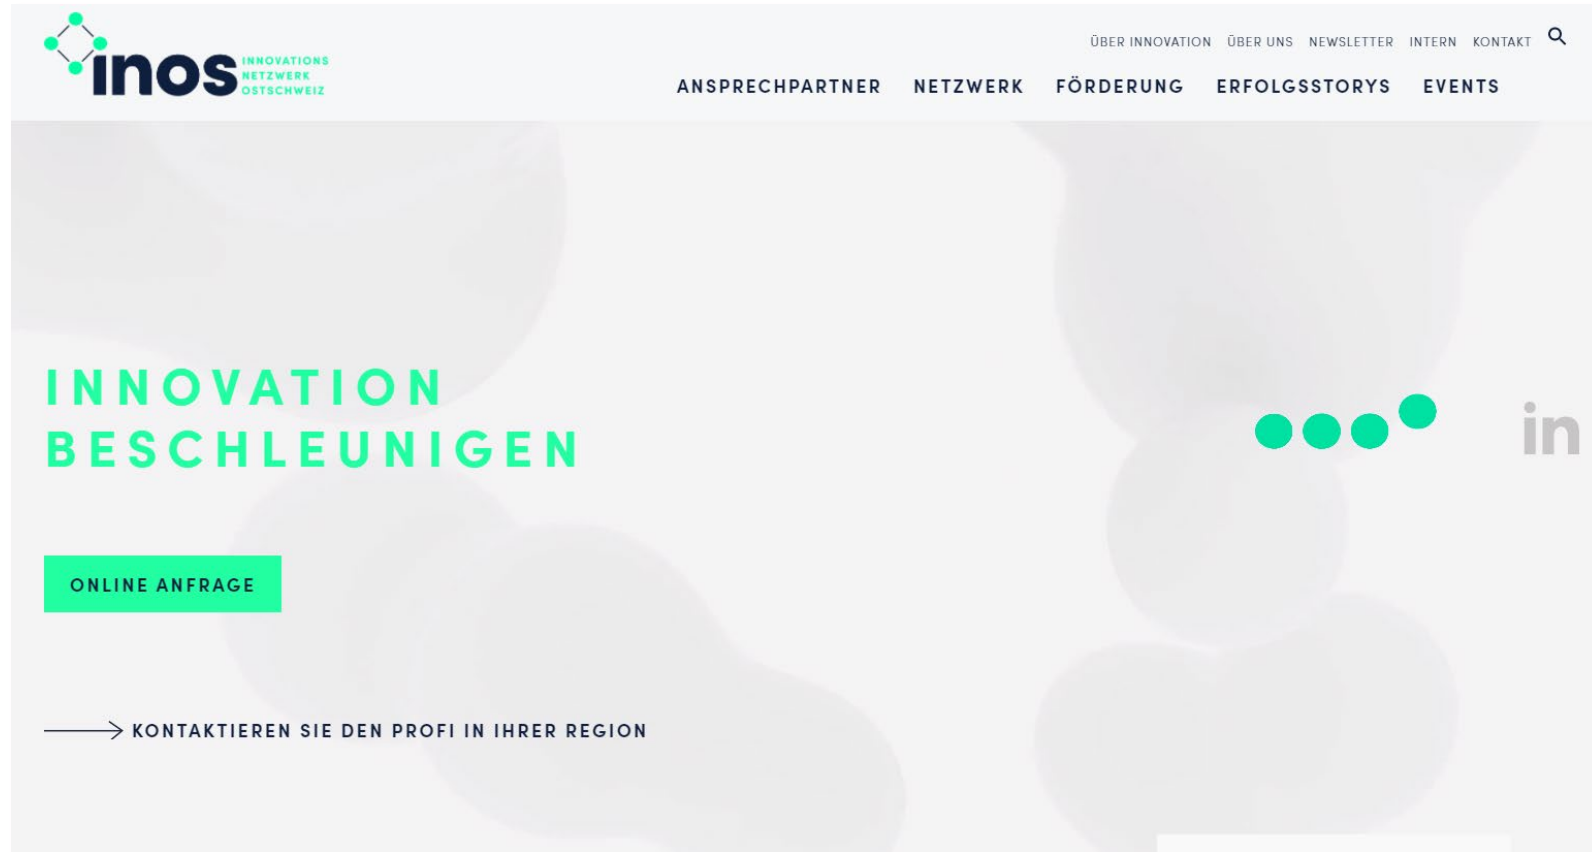 inos
INNOVATIONS
NETZWERK
OSTSCHWEIZ
ÜBER INNOVATION ÜBER UNS NEWSLETTER INTERN KONTAKT
ANSPRECHPARTNER NETZWERK FÖRDERUNG ERFOLGSSTORYS EVENTS
INNOVATION
BESCHLEUNIGEN
in
ONLINE ANFRAGE
KONTAKTIEREN SIE DEN PROFI IN IHRER REGION